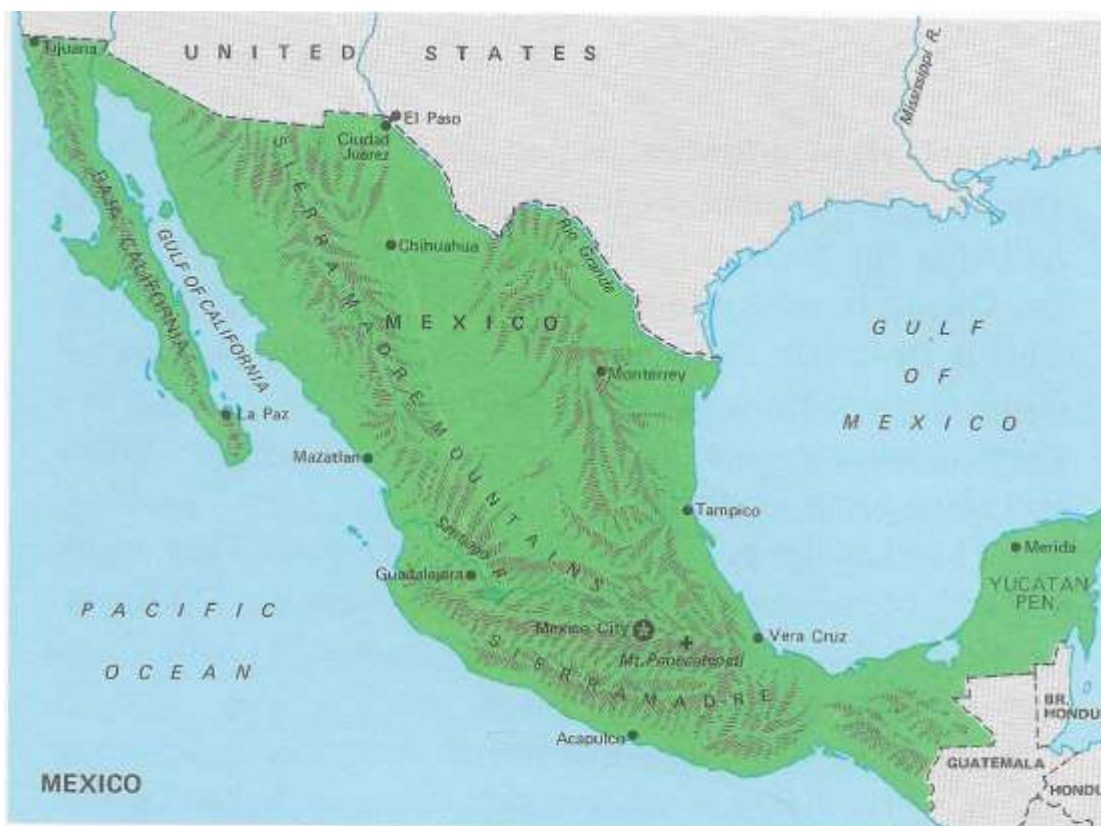 Tijuana
UNITED STATES
Mississippi R.
El Paso
Ciudad
Juarez
SIERRA MADRE MOUNTAINS
BAJA CALIFORNIA
GULF OF CALIFORNIA
Chihuahua
Rio Grande
MEXICO
GULF
OF
MEXICO
Monterrey
La Paz
Mazatlan
Tampico
Santiago R.
Merida
YUCATAN
PEN.
Guadalajara
PACIFIC
OCEAN
Mexico City
Vera Cruz
Mt.
SIERRA MADRE
BR.
HONDU
Acapulco
GUATEMALA
MEXICO
HONDU